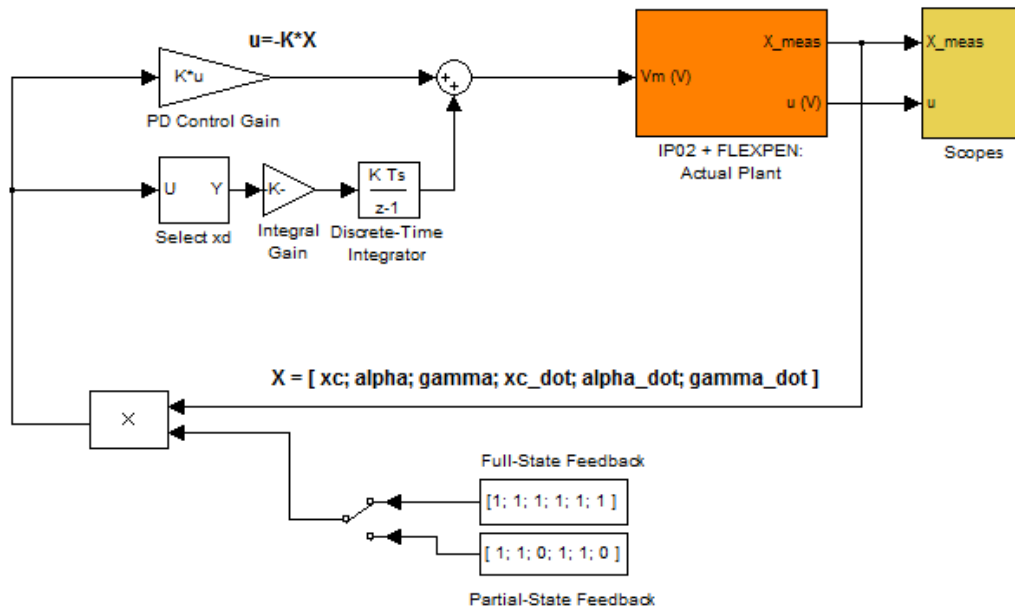 u=-K*X
K*u
PD Control Gain
U Y
Select xd
-K-
Integral
Gain
K Ts
z-1
Discrete-Time
Integrator
++
Vm (V)
X_meas
u (V)
IP02 + FLEXPEN:
Actual Plant
X_meas
u
Scopes
X = [ xc; alpha; gamma; xc_dot; alpha_dot; gamma_dot ]
X
Full-State Feedback
[1; 1; 1; 1; 1; 1 ]
[ 1; 1; 0; 1; 1; 0 ]
Partial-State Feedback